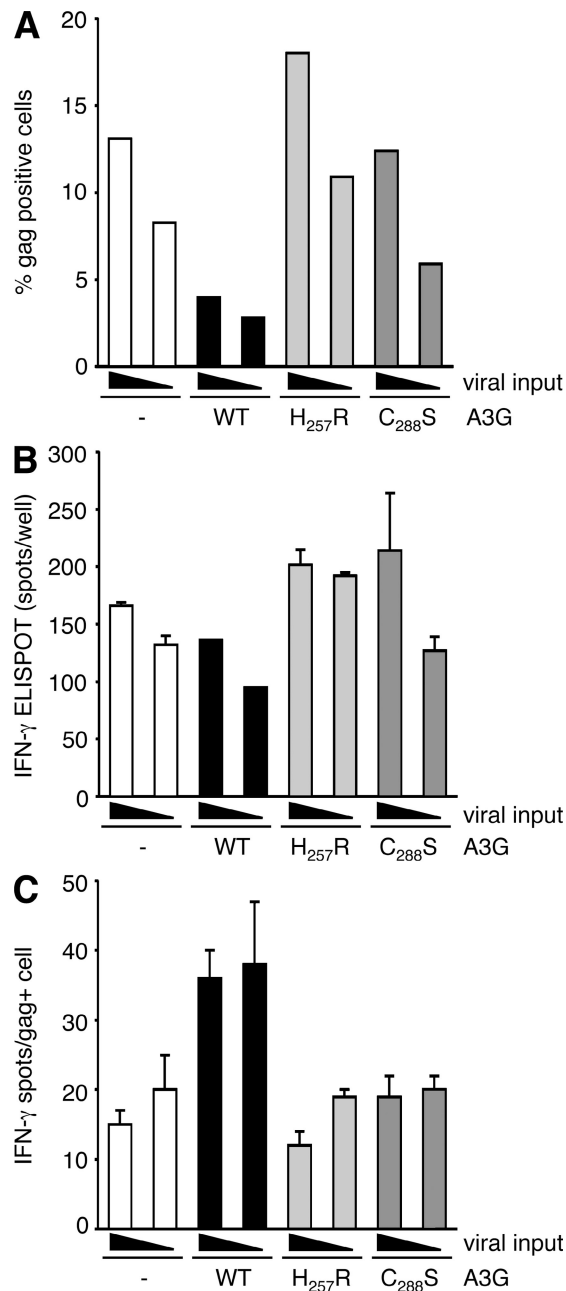 A
% gag positive cells
20
15
10
5
0
viral input
- WT H257R C288S A3G
B
IFN-γ ELISPOT (spots/well)
300
250
200
150
100
50
0
viral input
- WT H257R C288S A3G
C
IFN-γ spots/gag+ cell
50
40
30
20
10
0
viral input
- WT H257R C288S A3G